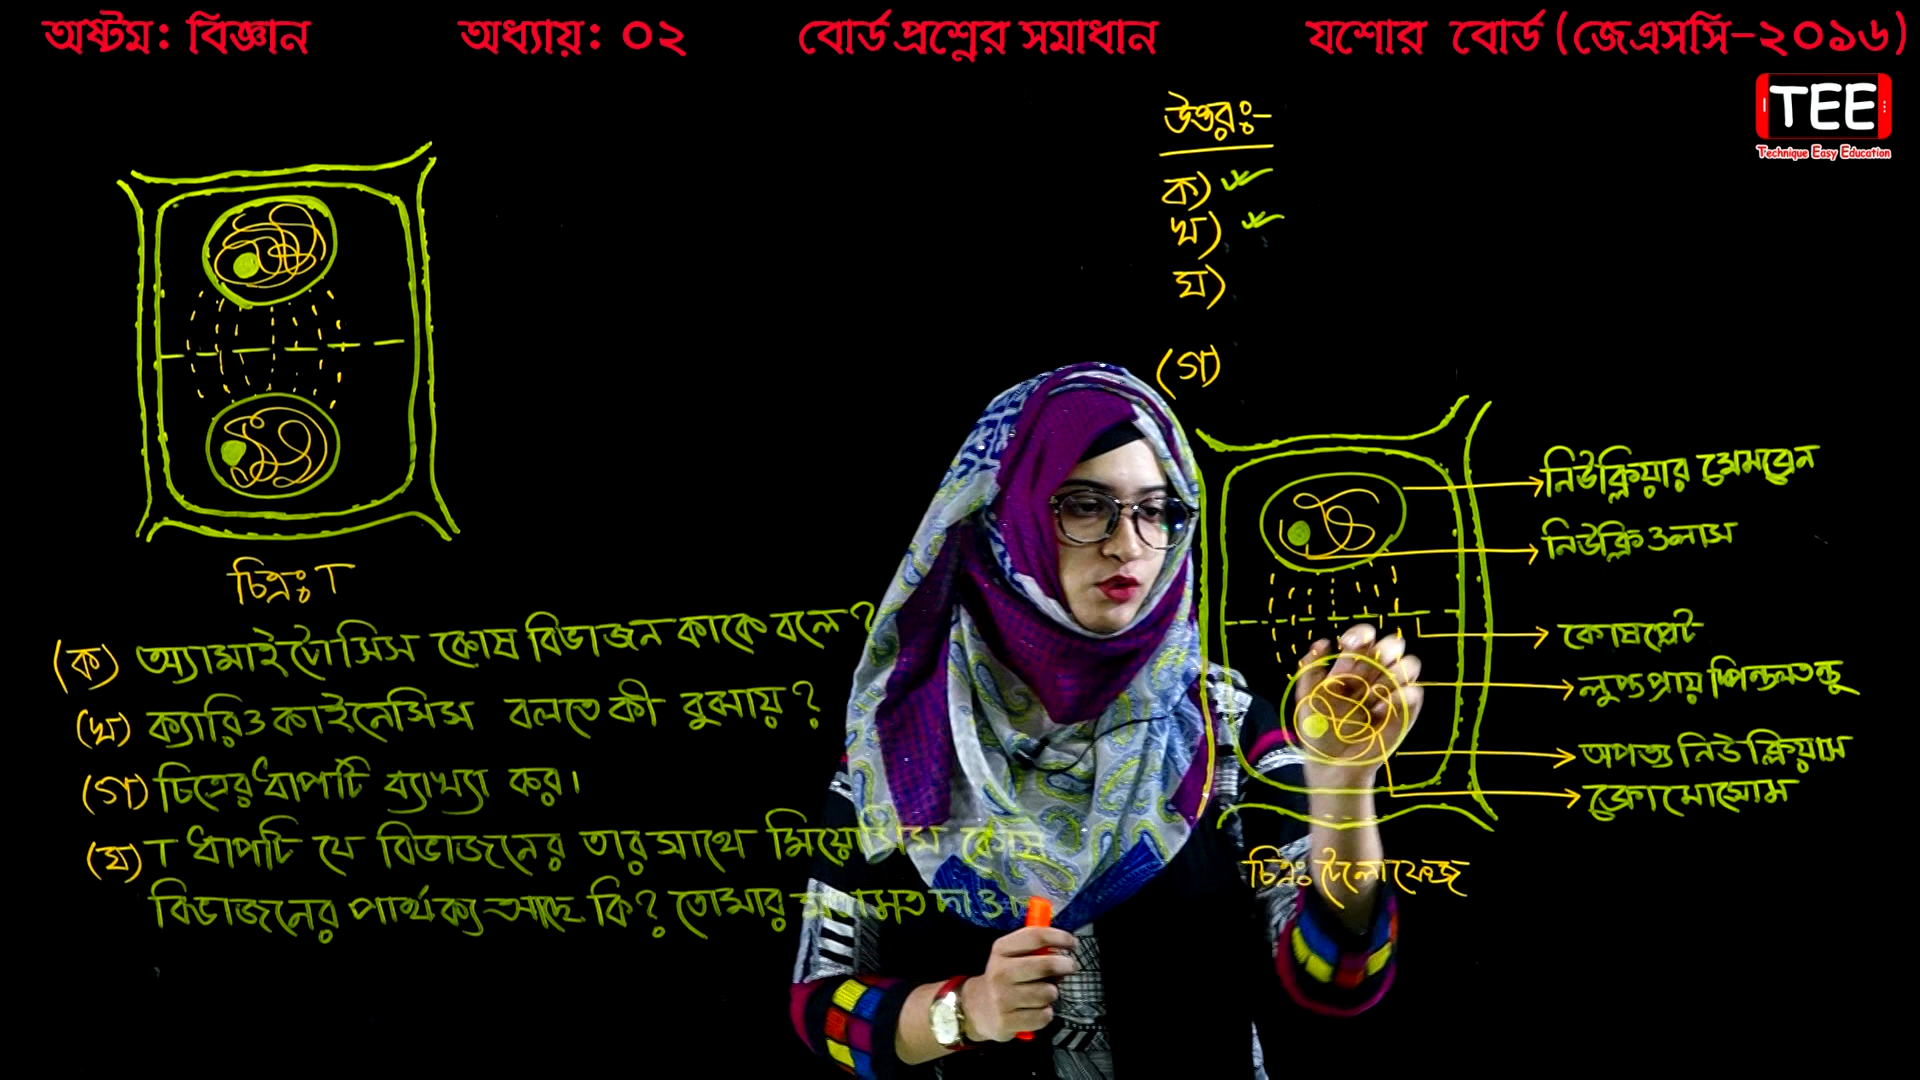 অষ্টম: বিজ্ঞান অধ্যায়: ০২ বোর্ড প্রশ্নের সমাধান যশোর বোর্ড (জেএসসি-২০১৬)
TEE
Technique Easy Education
উত্তরঃ-
ক)
খ)
ঘ)
(গ)
নিউক্লিয়ার মেমব্রেন
নিউক্লিওলাস
কোষপ্লেট
লুপ্তপ্রায় স্পিন্ডলতন্তু
অপত্য নিউক্লিয়াস
ক্রোমোসোম
চিত্রঃ টেলোফেজ
চিত্রঃ T
(ক) অ্যামাইটোসিস কোষ বিভাজন কাকে বলে?
(খ) ক্যারিওকাইনেসিস বলতে কী বুঝায়?
(গ) চিত্রের ধাপটি ব্যাখ্যা কর।
(ঘ) T ধাপটি যে বিভাজনের তার সাথে মিয়োসিস কোষ
বিভাজনের পার্থক্য আছে কি? তোমার মতামত দাও।